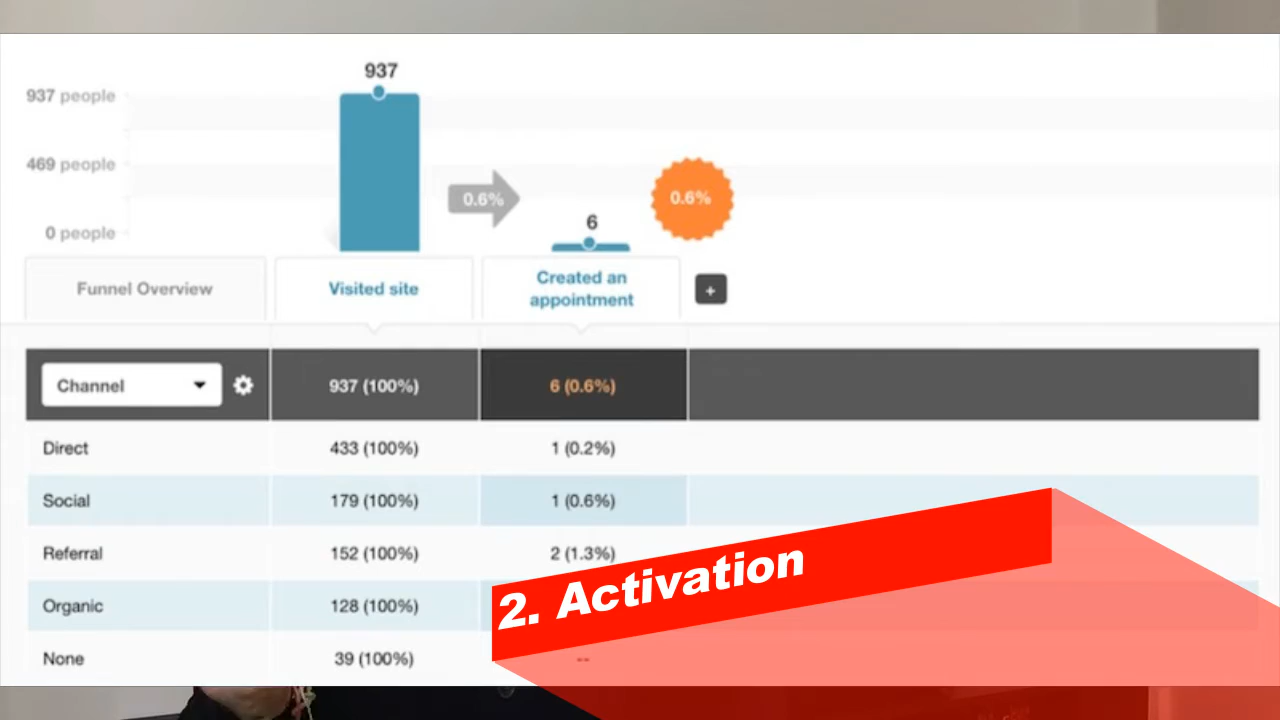 937
937 people
469 people
0.6%
0.6%
6
0 people
Funnel Overview
Visited site
Created an
appointment
+
Channel
937 (100%)
6 (0.6%)
Direct
433 (100%)
1 (0.2%)
Social
179 (100%)
1 (0.6%)
Referral
152 (100%)
2 (1.3%)
Organic
128 (100%)
2. Activation
None
39 (100%)
--